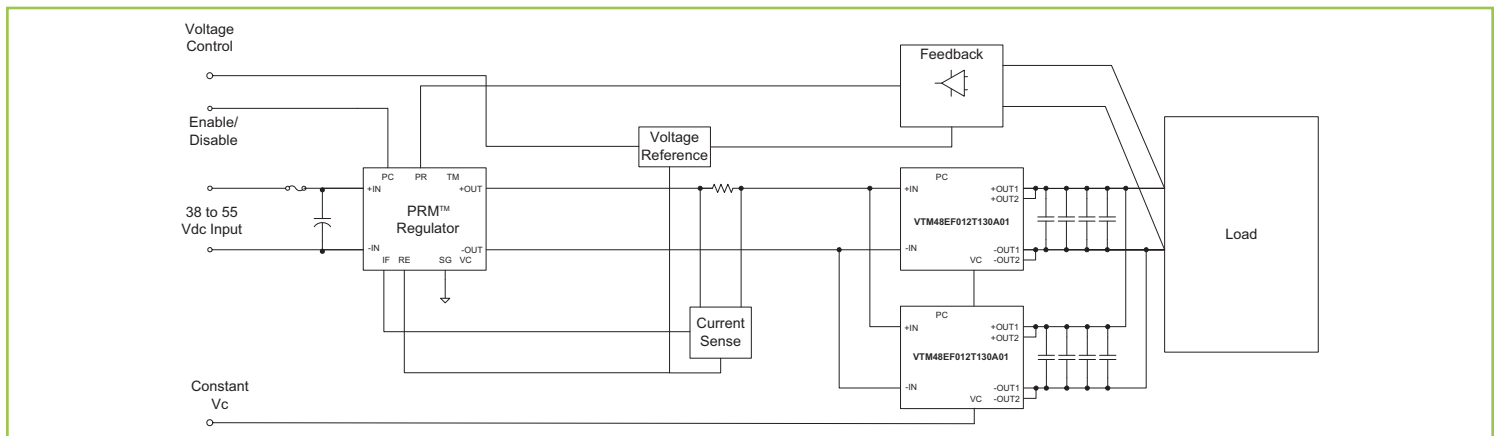 Voltage
Control
Enable/
Disable
38 to 55
Vdc Input
Constant
Vc
PC PR TM
+IN +OUT
PRM™
Regulator
-IN -OUT
IF RE SG VC
Voltage
Reference
Current
Sense
Feedback
PC
+IN +OUT1
+OUT2
VTM48EF012T130A01
-IN -OUT1
VC -OUT2
PC
+IN +OUT1
+OUT2
VTM48EF012T130A01
-IN -OUT1
VC -OUT2
Load